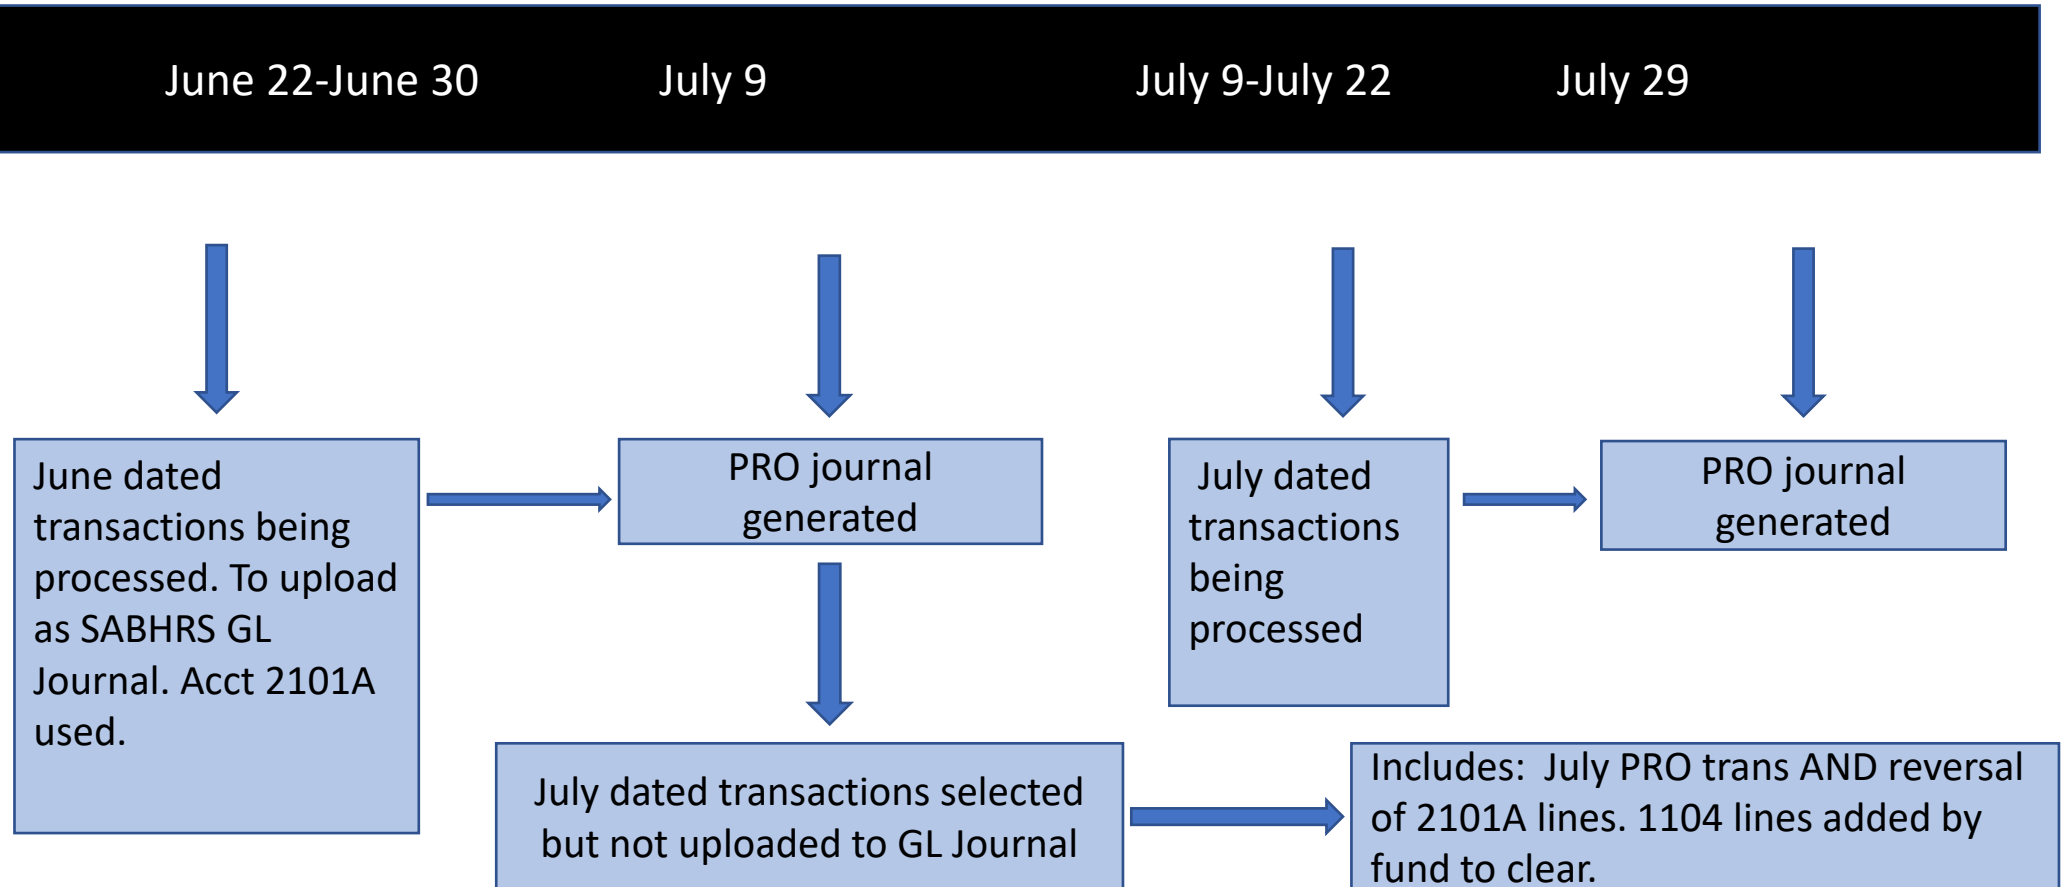 June 22-June 30
July 9
July 9-July 22
July 29
June dated
transactions being
processed. To upload
as SABHRS GL
Journal. Acct 2101A
used.
PRO journal
generated
July dated
transactions
being
processed
PRO journal
generated
July dated transactions selected
but not uploaded to GL Journal
Includes:  July PRO trans AND reversal
of 2101A lines. 1104 lines added by
fund to clear.